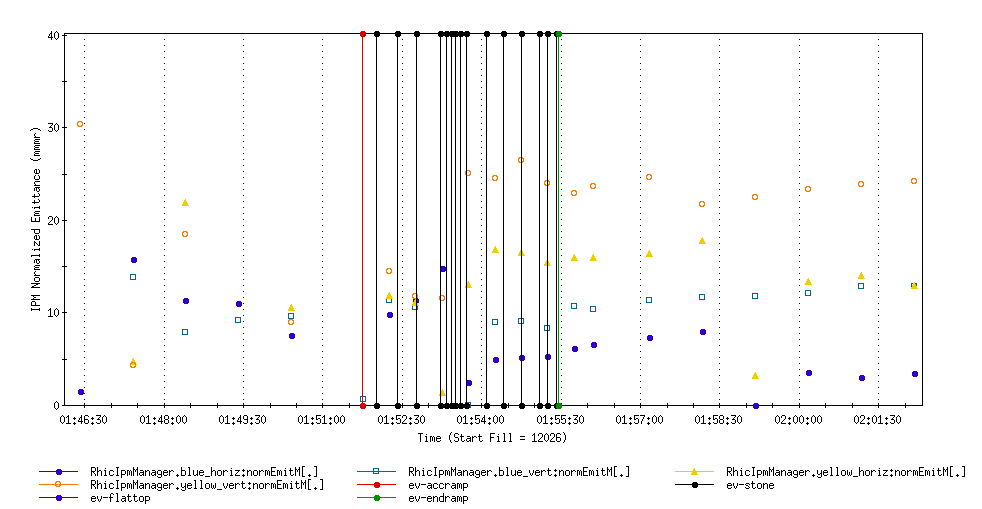 40
30
20
10
0
IPM Normalized Emittance (mmmr)
01:46:30 01:48:00 01:49:30 01:51:00 01:52:30 01:54:00 01:55:30 01:57:00 01:58:30 02:00:00 02:01:30
Time (Start Fill = 12026)
RhicIpmManager.blue_horiz:normEmitM[.] RhicIpmManager.blue_vert:normEmitM[.] RhicIpmManager.yellow_horiz:normEmitM[.]
RhicIpmManager.yellow_vert:normEmitM[.] ev-accramp ev-stone
ev-flattop ev-endramp